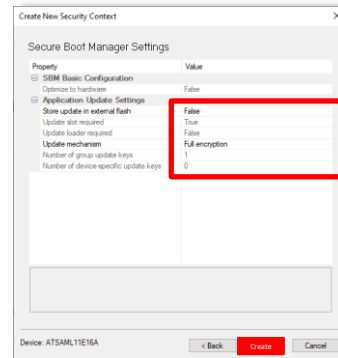 Create New Security Context
Secure Boot Manager Settings
Property Value
SBM Basic Configuration
Optimize to hardware False
Application Update Settings
Store update in external flash False
Update slot required True
Update loader required False
Update mechanism Full encryption
Number of group update keys 1
Number of device-specific update keys 0
Device: ATSAML11E16A < Back Create Cancel